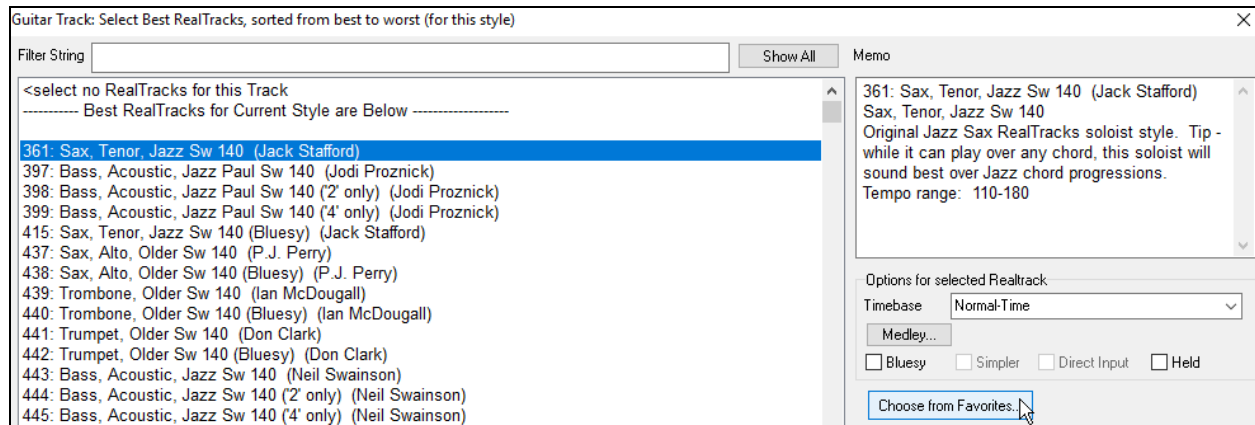 Guitar Track: Select Best RealTracks, sorted from best to worst (for this style)
Filter String
Show All
<select no RealTracks for this Track
----------- Best RealTracks for Current Style are Below -------------------
361: Sax, Tenor, Jazz Sw 140 (Jack Stafford)
397: Bass, Acoustic, Jazz Paul Sw 140 (Jodi Proznick)
398: Bass, Acoustic, Jazz Paul Sw 140 ('2' only) (Jodi Proznick)
399: Bass, Acoustic, Jazz Paul Sw 140 ('4' only) (Jodi Proznick)
415: Sax, Tenor, Jazz Sw 140 (Bluesy) (Jack Stafford)
437: Sax, Alto, Older Sw 140 (P.J. Perry)
438: Sax, Alto, Older Sw 140 (Bluesy) (P.J. Perry)
439: Trombone, Older Sw 140 (Ian McDougall)
440: Trombone, Older Sw 140 (Bluesy) (Ian McDougall)
441: Trumpet, Older Sw 140 (Don Clark)
442: Trumpet, Older Sw 140 (Bluesy) (Don Clark)
443: Bass, Acoustic, Jazz Sw 140 (Neil Swainson)
444: Bass, Acoustic, Jazz Sw 140 ('2' only) (Neil Swainson)
445: Bass, Acoustic, Jazz Sw 140 ('4' only) (Neil Swainson)
Memo
361: Sax, Tenor, Jazz Sw 140 (Jack Stafford)
Sax, Tenor, Jazz Sw 140
Original Jazz Sax RealTracks soloist style. Tip -
while it can play over any chord, this soloist will
sound best over Jazz chord progressions.
Tempo range: 110-180
Options for selected Realtrack
Timebase Normal-Time
Medley...
Bluesy Simpler Direct Input Held
Choose from Favorites...